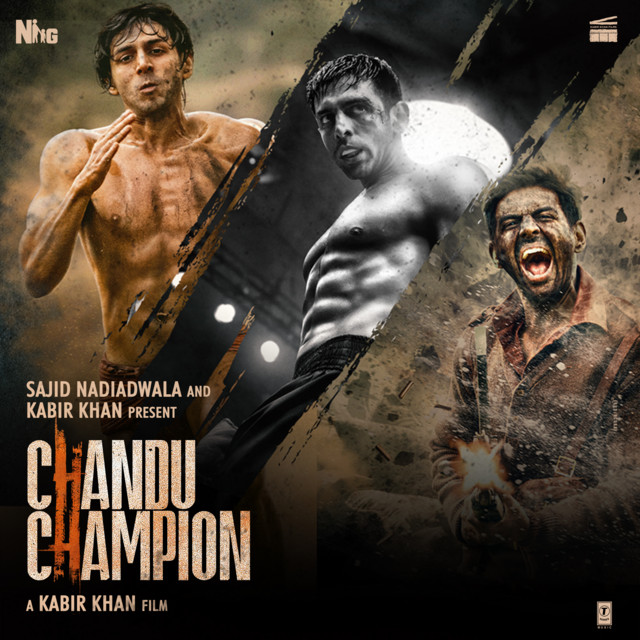 NG
SAJID NADIADWALA AND
KABIR KHAN PRESENT
CHANDU
CHAMPION
A KABIR KHAN FILM
T